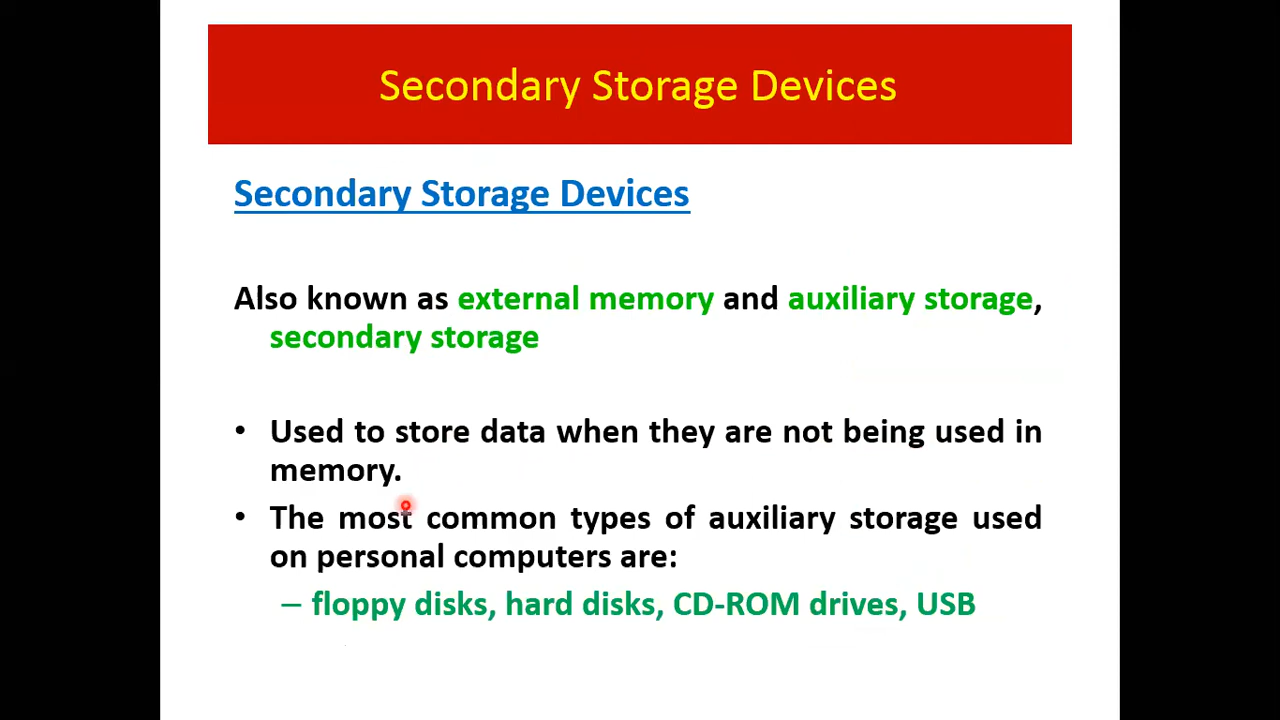 Secondary Storage Devices
Secondary Storage Devices
Also known as external memory and auxiliary storage,
secondary storage
• Used to store data when they are not being used in
memory.
• The most common types of auxiliary storage used
on personal computers are:
– floppy disks, hard disks, CD-ROM drives, USB